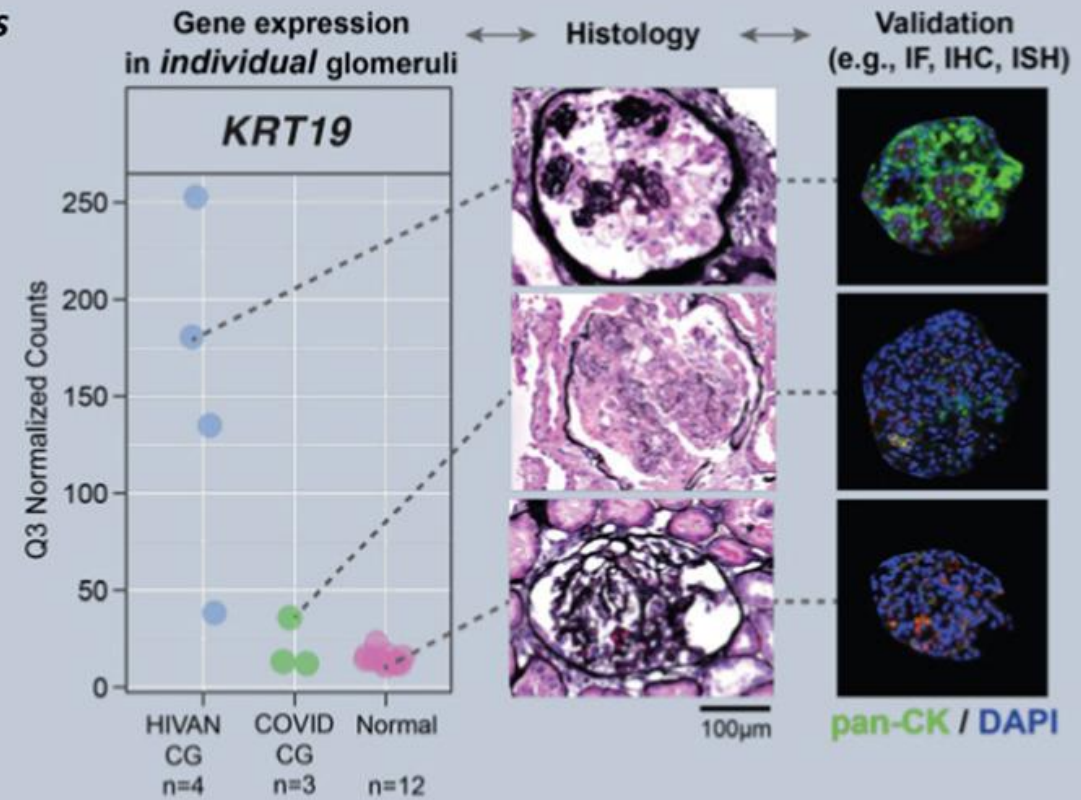 s
Gene expression
in individual glomeruli
Histology
Validation
(e.g., IF, IHC, ISH)
KRT19
Q3 Normalized Counts
250
200
150
100
50
0
HIVAN
CG
n=4
COVID
CG
n=3
Normal
n=12
100µm
pan-CK / DAPI